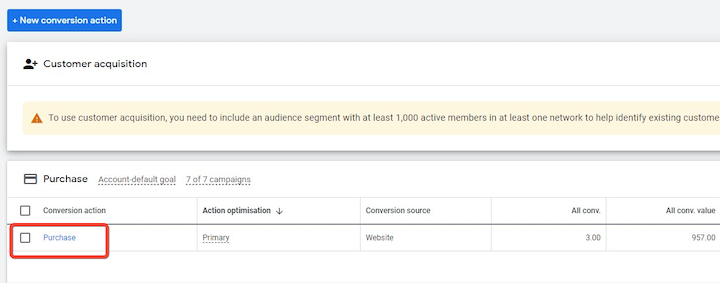 + New conversion action
Customer acquisition
To use customer acquisition, you need to include an audience segment with at least 1,000 active members in at least one network to help identify existing custome
Purchase Account-default goal 7 of 7 campaigns
Conversion action Action optimisation ↓ Conversion source All conv. All conv. value
Purchase Primary Website 3.00 957.00